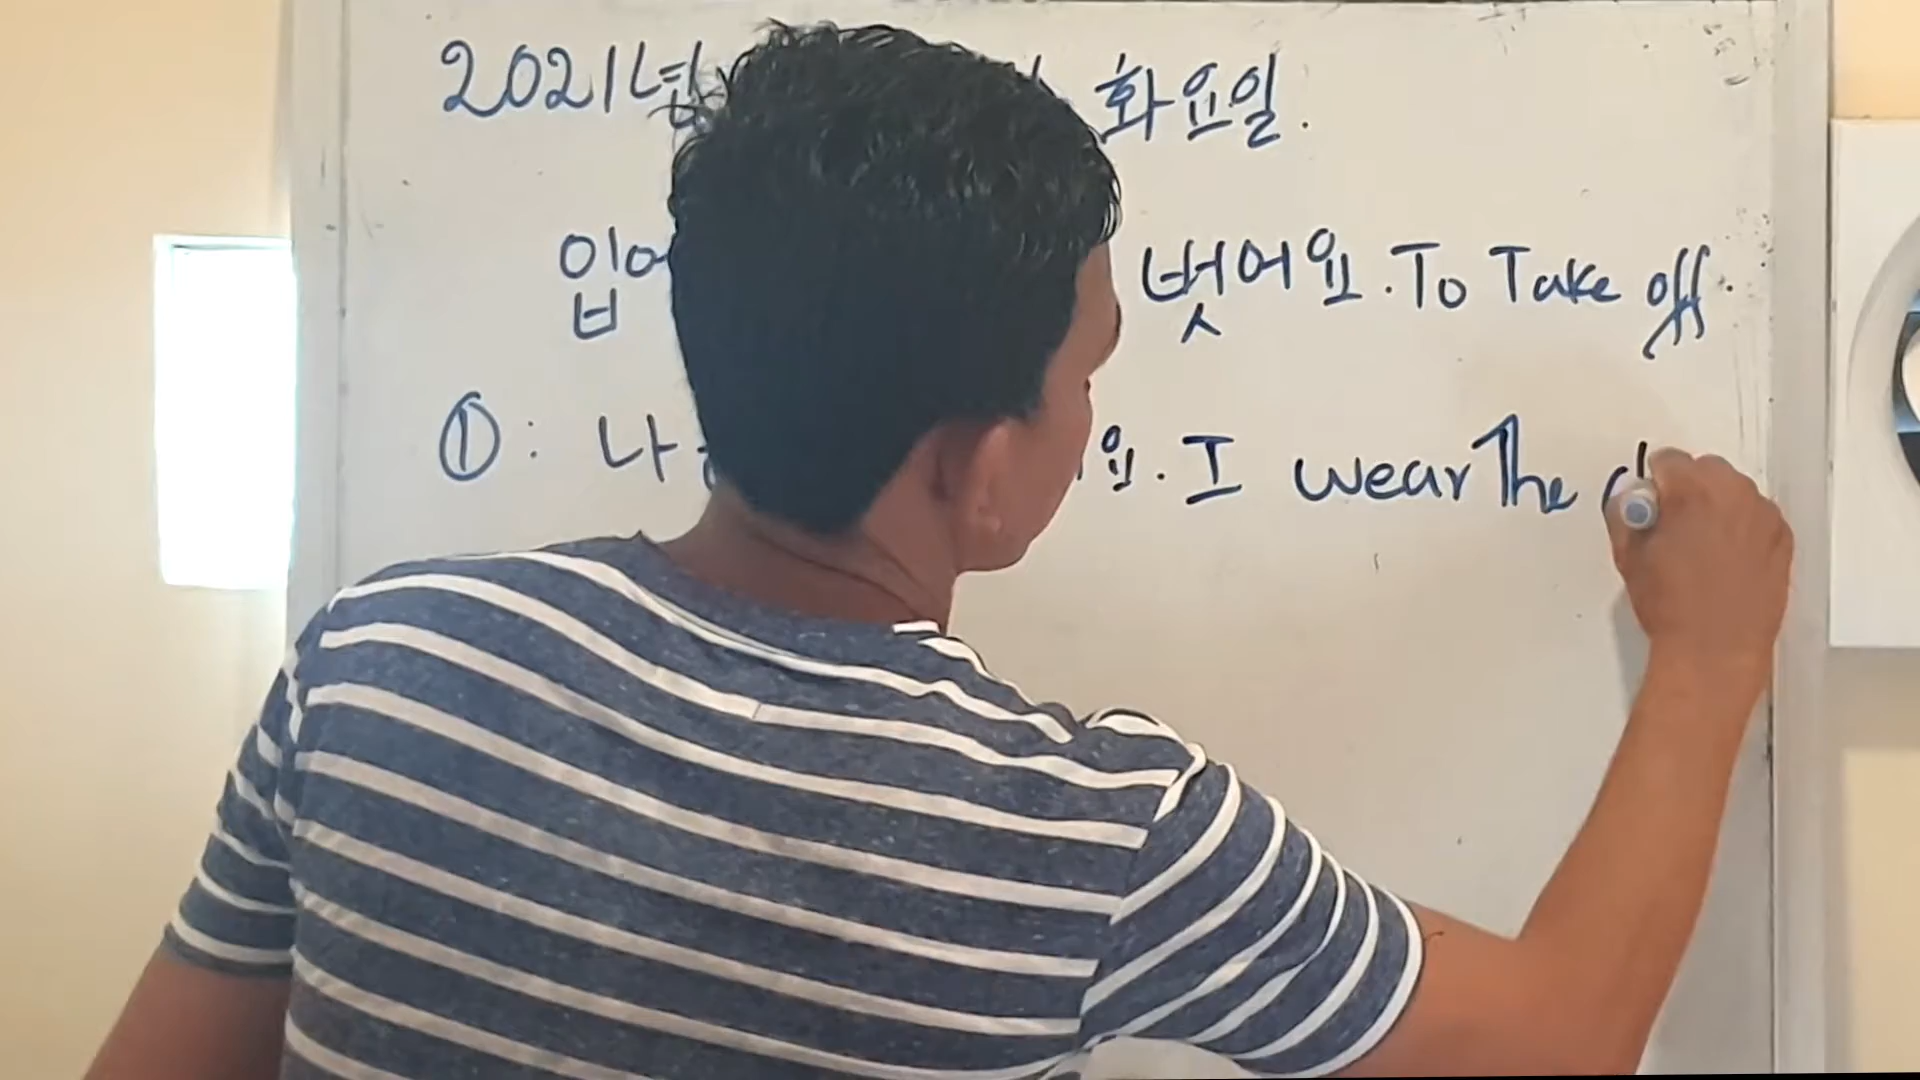 2021년 화요일.
입어 벗어요. To Take off.
①: 나 요. I wear The